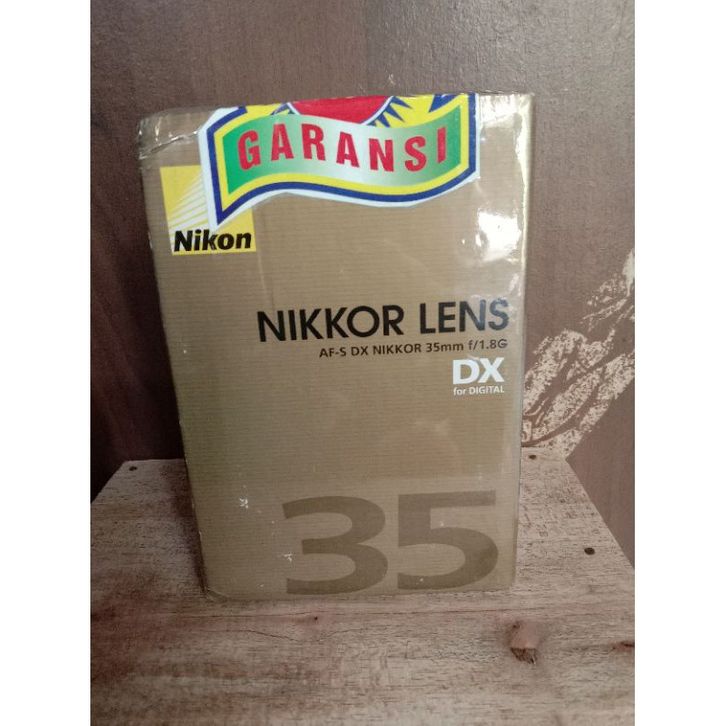 GARANSI
Nikon
NIKKOR LENS
AF-S DX NIKKOR 35mm f/1.8G
DX
for DIGITAL
35